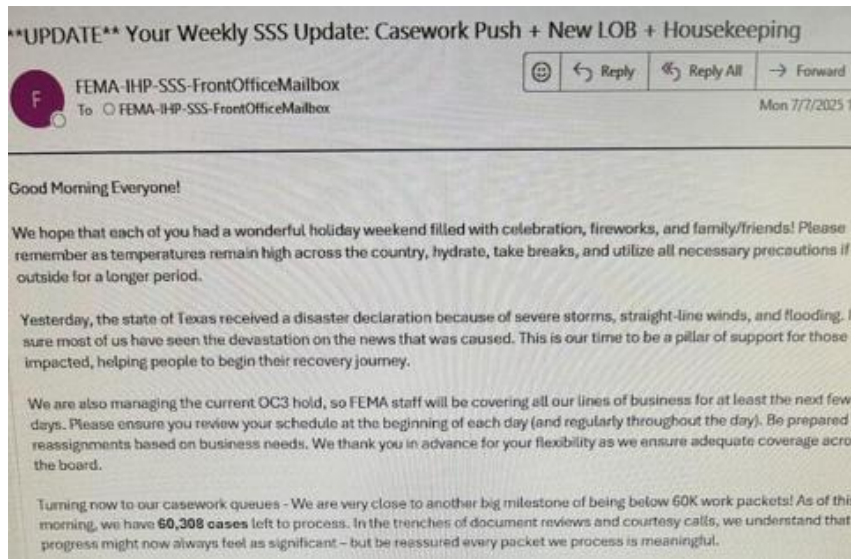 **UPDATE** Your Weekly SSS Update: Casework Push + New LOB + Housekeeping
F
FEMA-IHP-SSS-FrontOfficeMailbox
To FEMA-IHP-SSS-FrontOfficeMailbox
Reply
Reply All
Forward
Mon 7/7/2025 1
Good Morning Everyone!
We hope that each of you had a wonderful holiday weekend filled with celebration, fireworks, and family/friends! Please
remember as temperatures remain high across the country, hydrate, take breaks, and utilize all necessary precautions if
outside for a longer period.
Yesterday, the state of Texas received a disaster declaration because of severe storms, straight-line winds, and flooding.
sure most of us have seen the devastation on the news that was caused. This is our time to be a pillar of support for those
impacted, helping people to begin their recovery journey.
We are also managing the current OC3 hold, so FEMA staff will be covering all our lines of business for at least the next few
days. Please ensure you review your schedule at the beginning of each day (and regularly throughout the day). Be prepared
reassignments based on business needs. We thank you in advance for your flexibility as we ensure adequate coverage acro
the board.
Turning now to our casework queues - We are very close to another big milestone of being below 60K work packets! As of this
morning, we have 60,308 cases left to process. In the trenches of document reviews and courtesy calls, we understand that
progress might now always feel as significant – but be reassured every packet we process is meaningful.